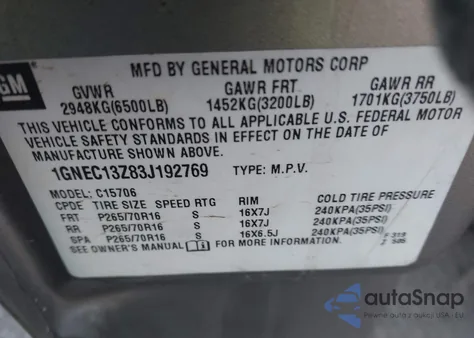 GM
MFD BY GENERAL MOTORS CORP
GVWR GAWR FRT GAWR RR
2948KG(6500LB) 1452KG(3200LB) 1701KG(3750LB)
THIS VEHICLE CONFORMS TO ALL APPLICABLE U.S. FEDERAL MOTOR
VEHICLE SAFETY STANDARDS IN EFFECT ON THE DATE OF
MANUFACTURE SHOWN ABOVE.
1GNEC13Z83J192769 TYPE: M.P.V.
MODEL: C15706
CPDE TIRE SIZE SPEED RTG RIM COLD TIRE PRESSURE
FRT P265/70R16 S 16X7J 240KPA(35PSI)
RR P265/70R16 S 16X7J 240KPA(35PSI)
SPA P265/70R16 S 16X6.5J 240KPA(35PSI)
SEE OWNER'S MANUAL FOR MORE INFORMATION.
autoSnap
Pewne auto z USA i Kanady